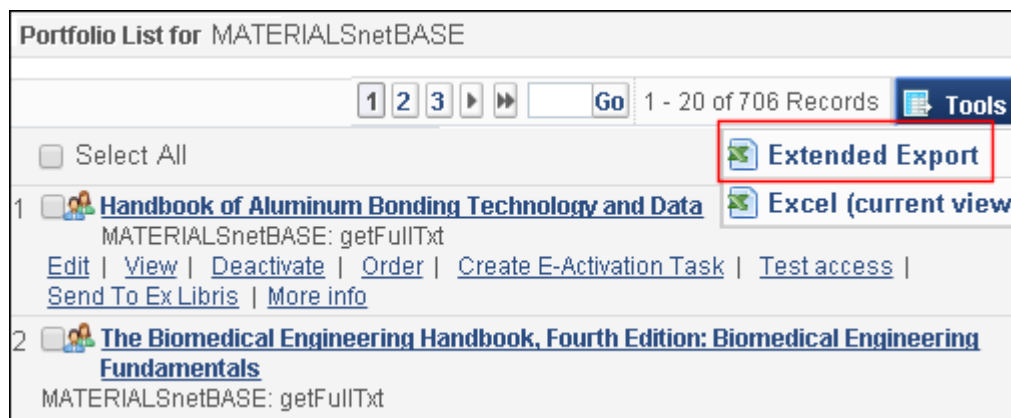 Portfolio List for MATERIALSnetBASE
1 2 3 Go 1 - 20 of 706 Records Tools
Select All Extended Export
1 Handbook of Aluminum Bonding Technology and Data Excel (current view
MATERIALSnetBASE: getFullTxt
Edit | View | Deactivate | Order | Create E-Activation Task | Test access |
Send To Ex Libris | More info
2 The Biomedical Engineering Handbook, Fourth Edition: Biomedical Engineering
Fundamentals
MATERIALSnetBASE: getFullTxt